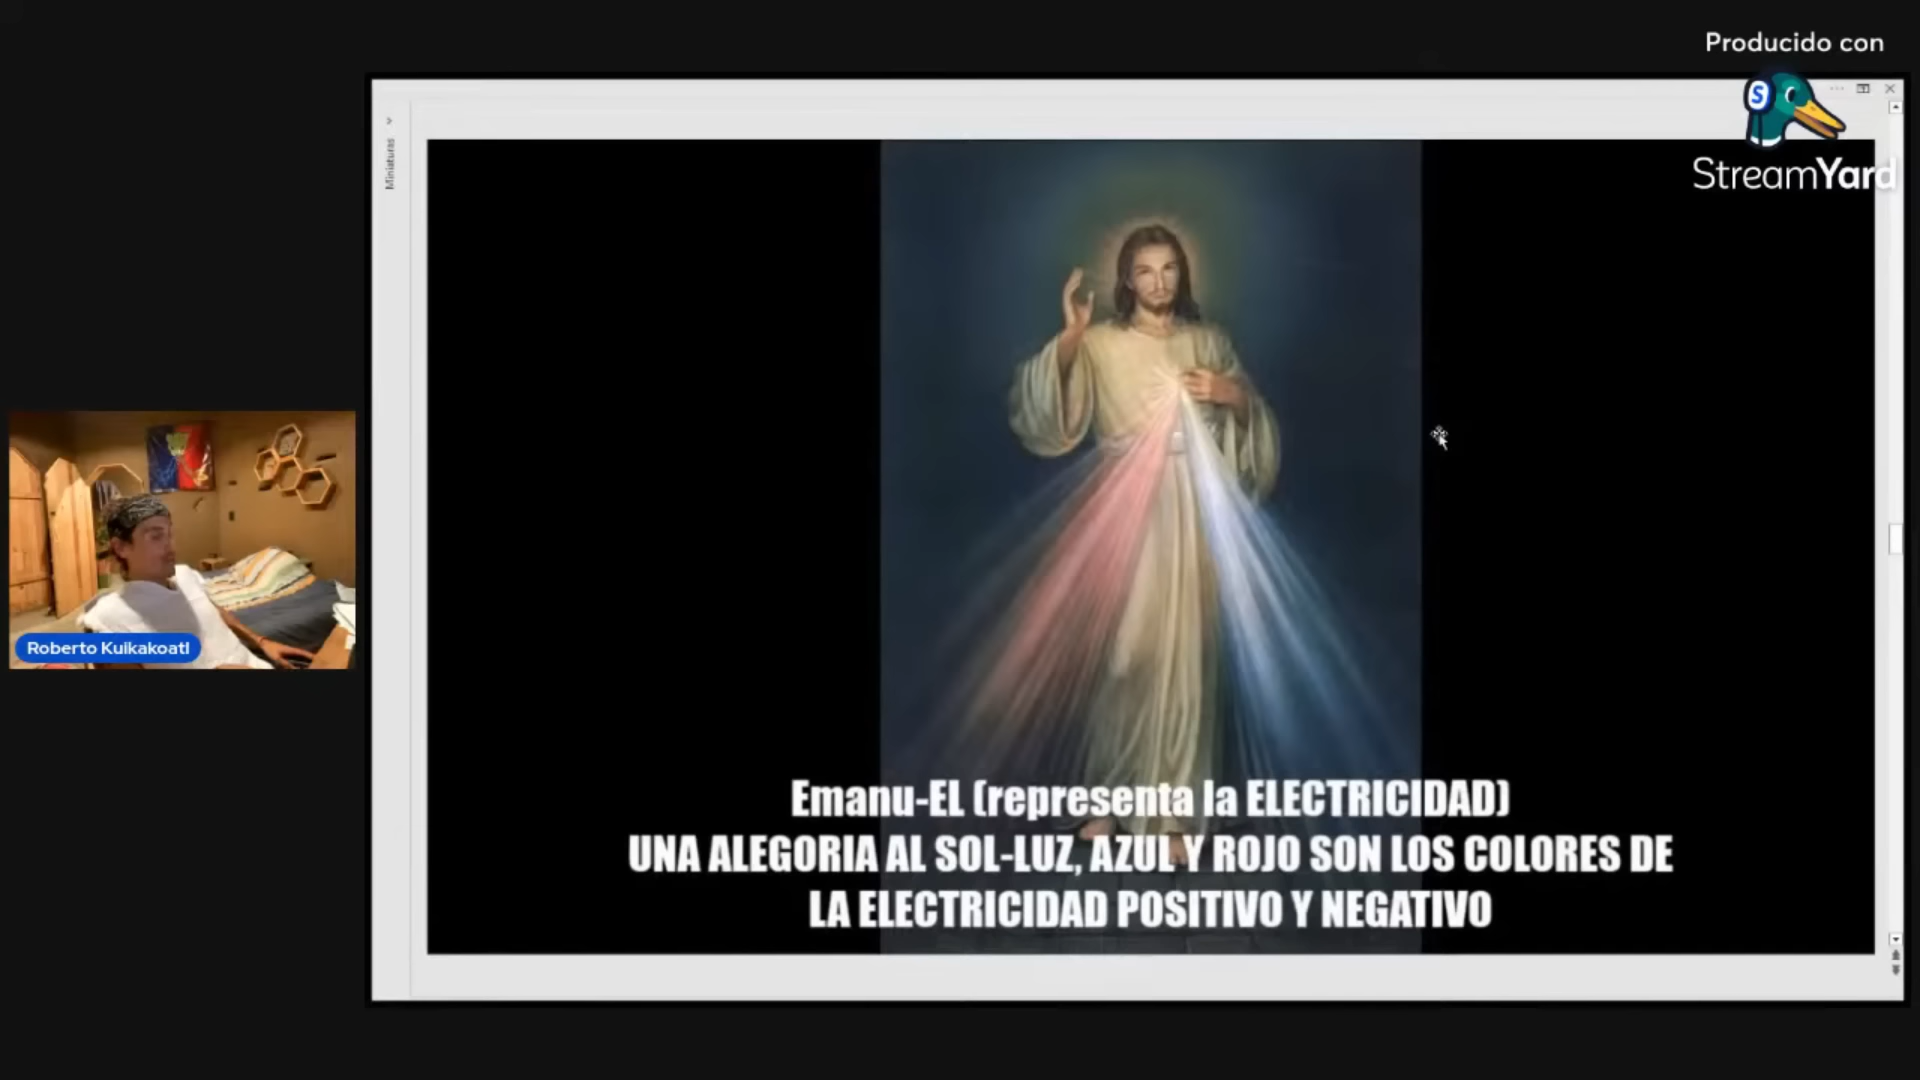 Producido con
StreamYard
Miniaturas
Emanu-EL (representa la ELECTRICIDAD)
UNA ALEGORIA AL SOL-LUZ, AZUL Y ROJO SON LOS COLORES DE
LA ELECTRICIDAD POSITIVO Y NEGATIVO
Roberto Kuikakoatl